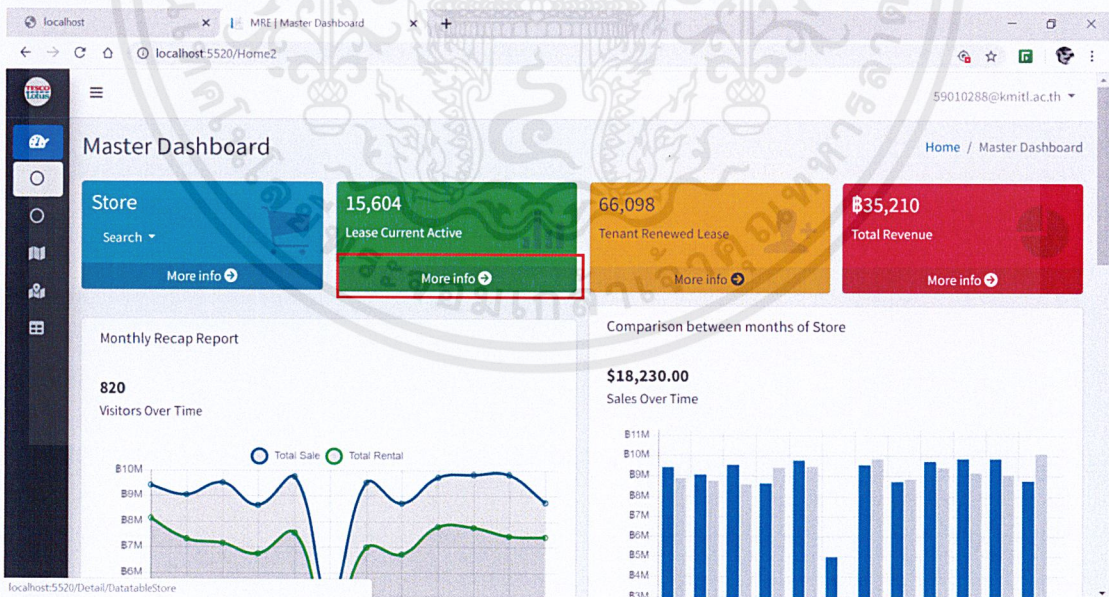 localhost
MRE | Master Dashboard
localhost:5520/Home2
TESCO
Lotus
59010288@kmitl.ac.th
Master Dashboard
Home / Master Dashboard
Store
Search
More info
15,604
Lease Current Active
More info
66,098
Tenant Renewed Lease
More info
฿35,210
Total Revenue
More info
Monthly Recap Report
820
Visitors Over Time
Total Sale
Total Rental
฿10M
฿9M
฿8M
฿7M
฿6M
Comparison between months of Store
$18,230.00
Sales Over Time
฿11M
฿10M
฿9M
฿8M
฿7M
฿6M
฿5M
฿4M
฿3M
localhost:5520/Detail/DatatableStore